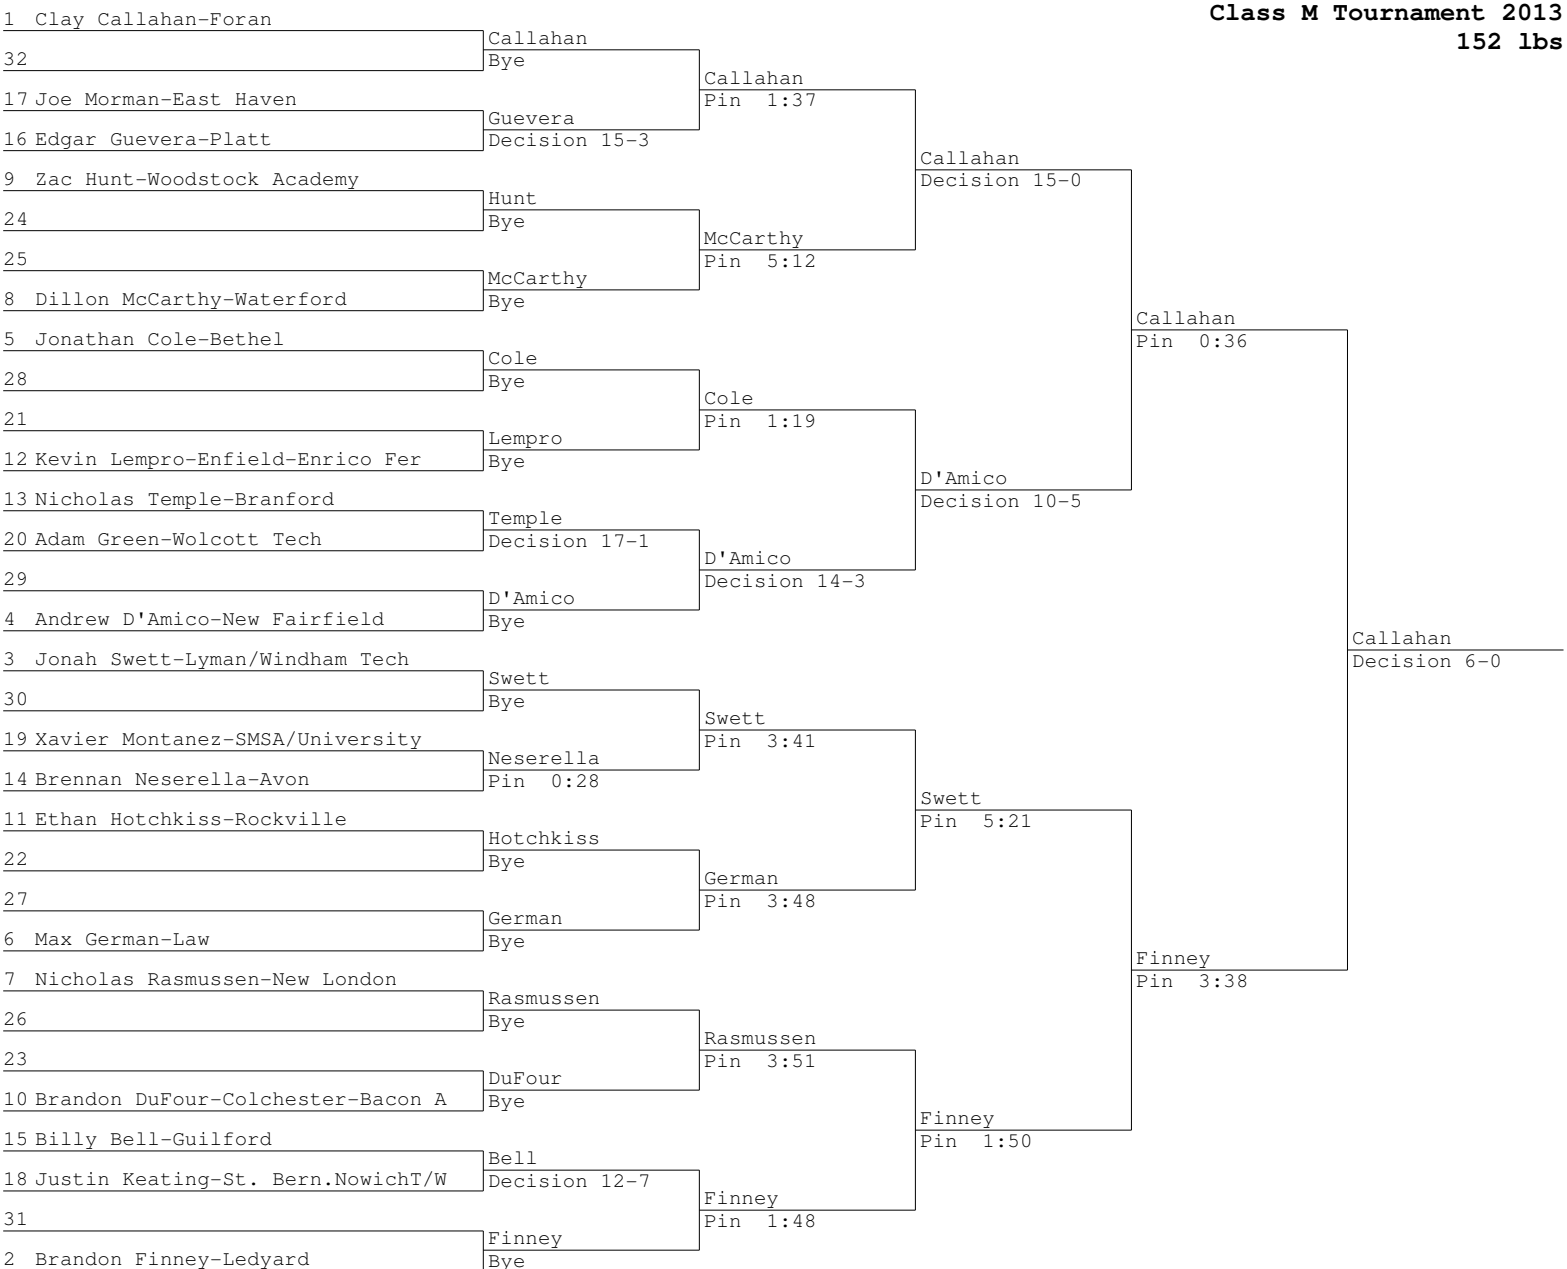 Class M Tournament 2013
152 lbs
1 Clay Callahan-Foran
32
17 Joe Morman-East Haven
16 Edgar Guevera-Platt
9 Zac Hunt-Woodstock Academy
24
25
8 Dillon McCarthy-Waterford
5 Jonathan Cole-Bethel
28
21
12 Kevin Lempro-Enfield-Enrico Fer
13 Nicholas Temple-Branford
20 Adam Green-Wolcott Tech
29
4 Andrew D'Amico-New Fairfield
3 Jonah Swett-Lyman/Windham Tech
30
19 Xavier Montanez-SMSA/University
14 Brennan Neserella-Avon
11 Ethan Hotchkiss-Rockville
22
27
6 Max German-Law
7 Nicholas Rasmussen-New London
26
23
10 Brandon DuFour-Colchester-Bacon A
15 Billy Bell-Guilford
18 Justin Keating-St. Bern.NowichT/W
31
2 Brandon Finney-Ledyard
Callahan
Bye
Guevera
Decision 15-3
Hunt
Bye
McCarthy
Bye
Cole
Bye
Lempro
Bye
Temple
Decision 17-1
D'Amico
Bye
Swett
Bye
Neserella
Pin 0:28
Hotchkiss
Bye
German
Bye
Rasmussen
Bye
DuFour
Bye
Bell
Decision 12-7
Finney
Bye
Callahan
Pin 1:37
McCarthy
Pin 5:12
Cole
Pin 1:19
D'Amico
Decision 14-3
Swett
Pin 3:41
German
Pin 3:48
Rasmussen
Pin 3:51
Finney
Pin 1:48
Callahan
Decision 15-0
D'Amico
Decision 10-5
Swett
Pin 5:21
Finney
Pin 1:50
Callahan
Pin 0:36
Finney
Pin 3:38
Callahan
Decision 6-0